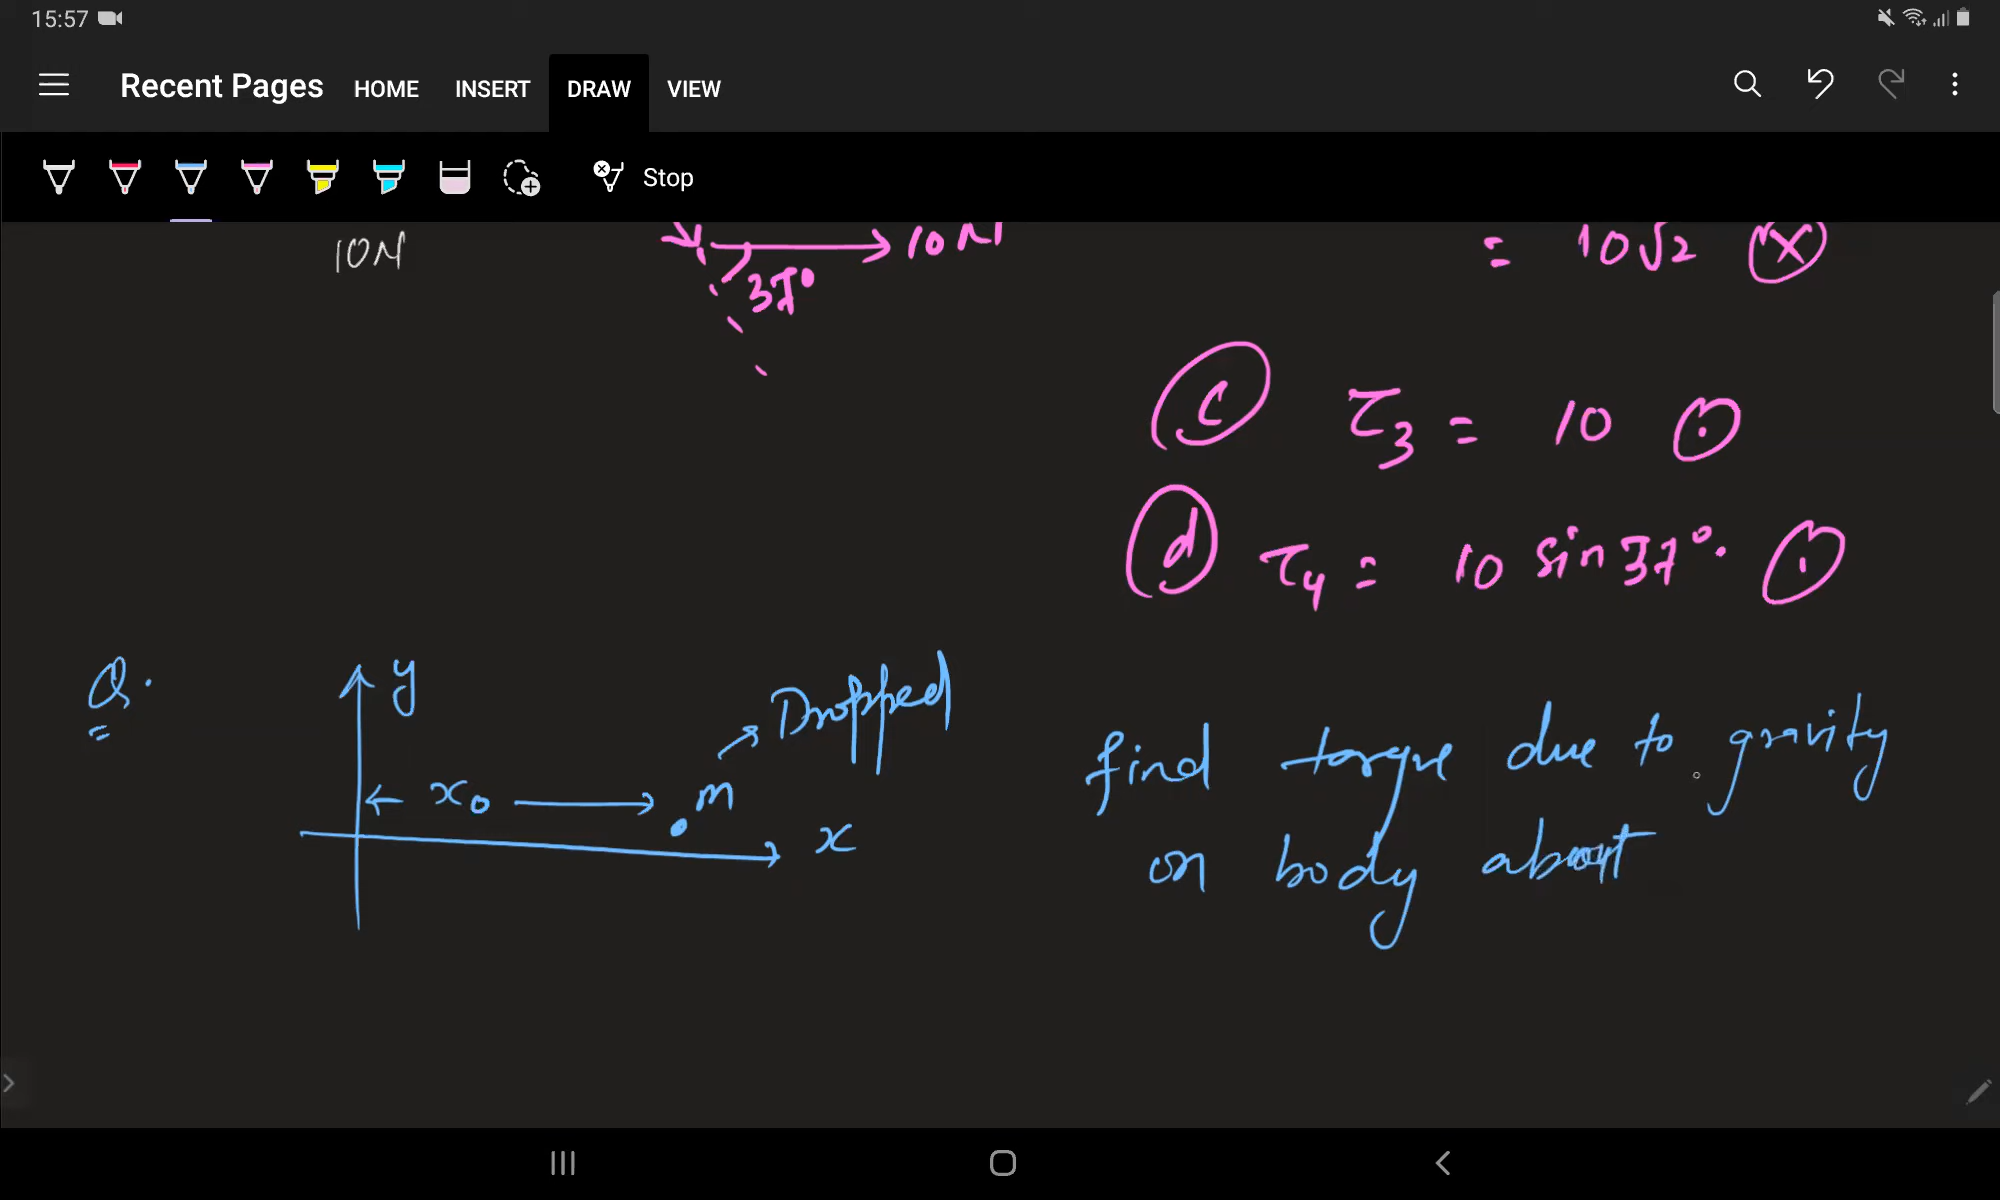 15:57
Recent Pages HOME INSERT DRAW VIEW
Stop
10N
10N
37°
= 10√2 ⊗
c τ3 = 10 ⊙
d τ4 = 10 sin 37°. ⊙
Q.
y
Dropped
x0
m
x
find torque due to gravity
on body about